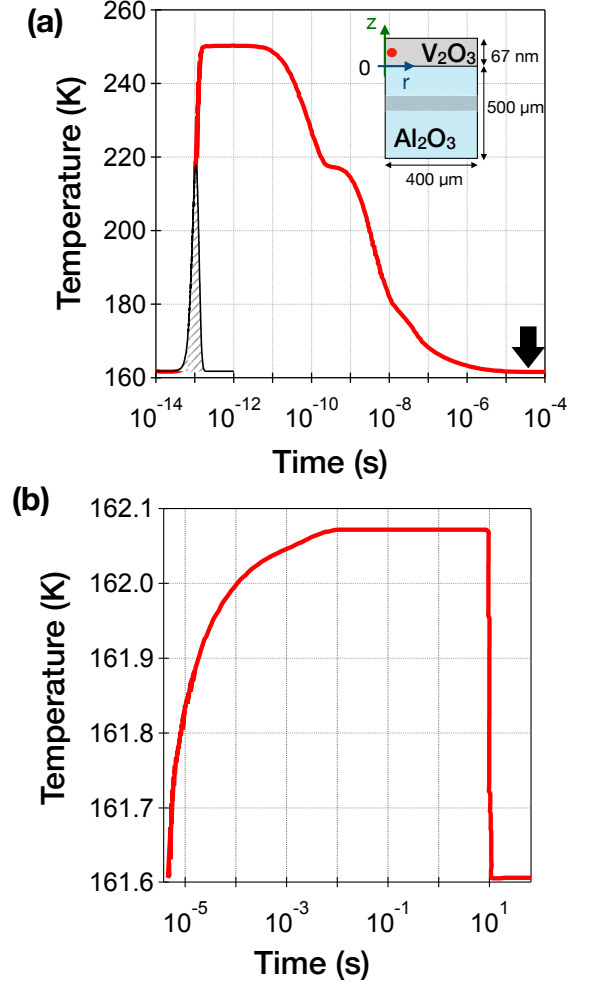 (a)
260
240
220
200
180
160
Temperature (K)
z
V₂O₃
67 nm
0
r
500 µm
Al₂O₃
400 µm
10⁻¹⁴
10⁻¹²
10⁻¹⁰
10⁻⁸
10⁻⁶
10⁻⁴
Time (s)
(b)
162.1
162.0
161.9
161.8
161.7
161.6
Temperature (K)
10⁻⁵
10⁻³
10⁻¹
10¹
Time (s)